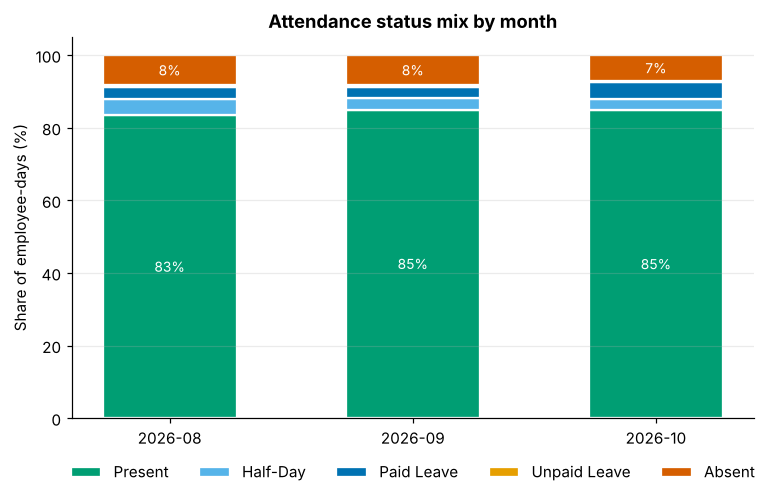 Attendance status mix by month
Share of employee-days (%)
100
80
60
40
20
0
8%
8%
7%
83%
85%
85%
2026-08
2026-09
2026-10
Present
Half-Day
Paid Leave
Unpaid Leave
Absent